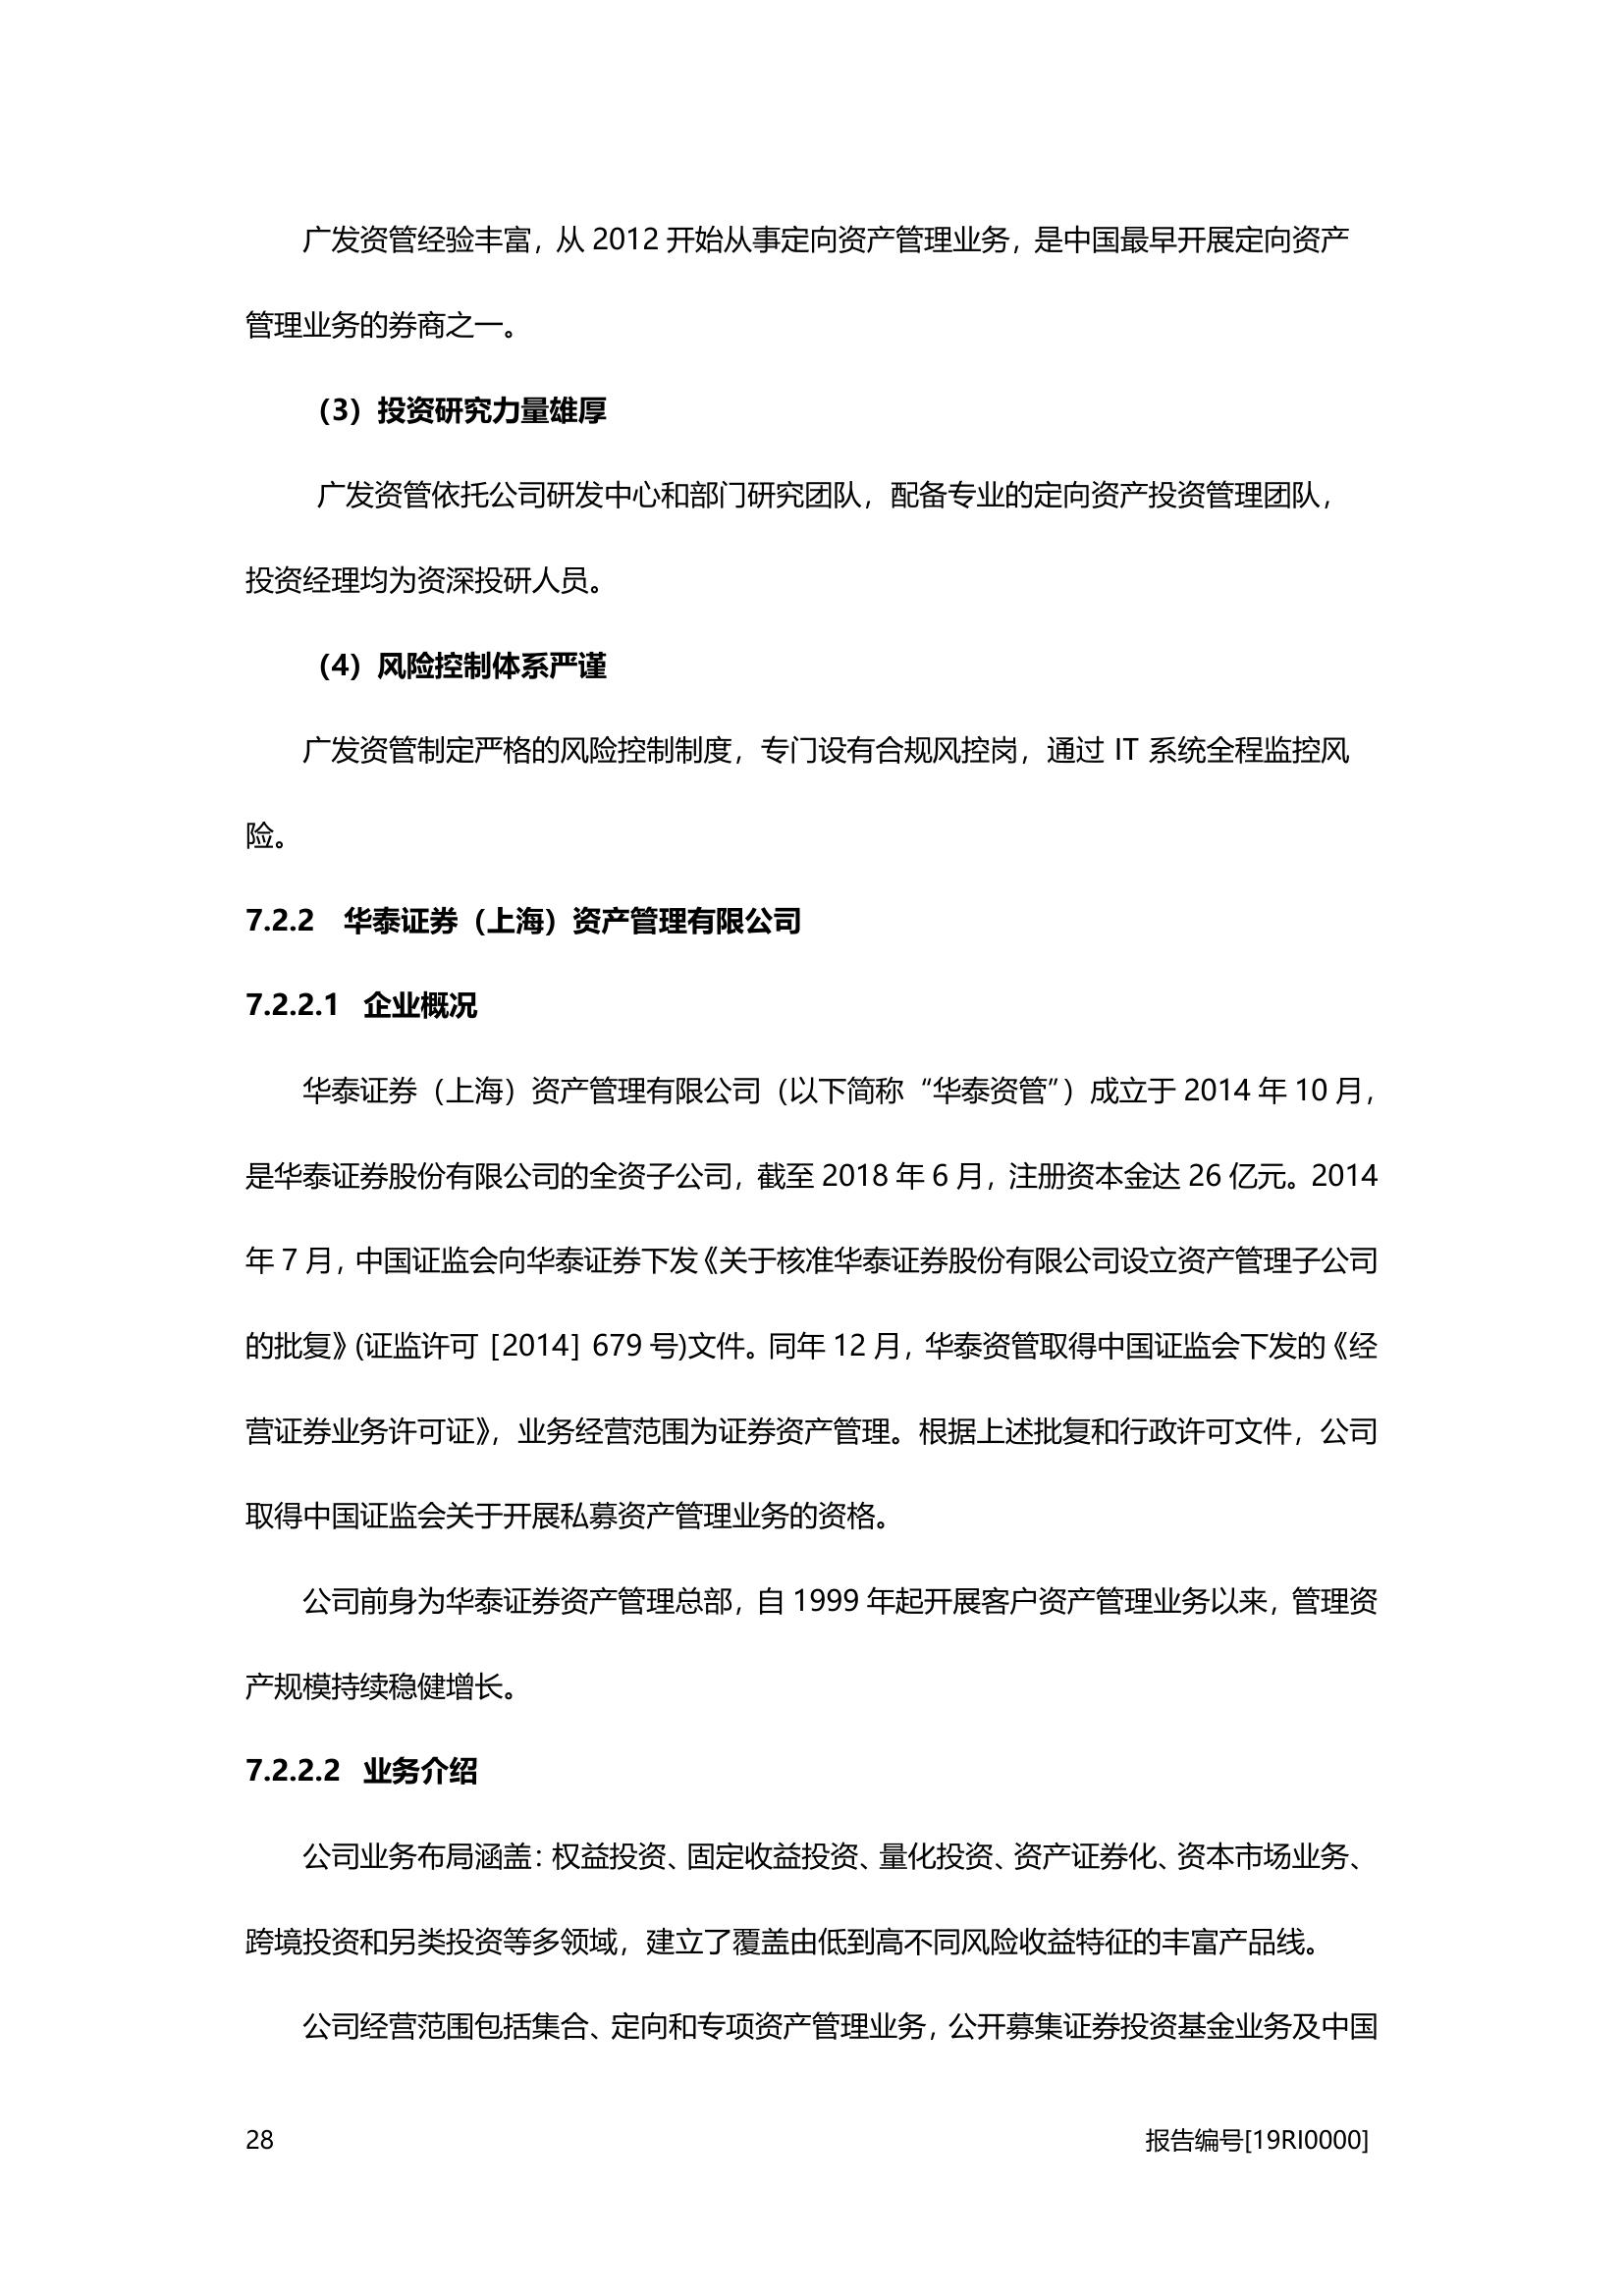 广发资管经验丰富，从 2012 开始从事定向资产管理业务，是中国最早开展定向资产
管理业务的券商之一。
（3）投资研究力量雄厚
广发资管依托公司研发中心和部门研究团队，配备专业的定向资产投资管理团队，
投资经理均为资深投研人员。
（4）风险控制体系严谨
广发资管制定严格的风险控制制度，专门设有合规风控岗，通过 IT 系统全程监控风
险。
7.2.2 华泰证券（上海）资产管理有限公司
7.2.2.1 企业概况
华泰证券（上海）资产管理有限公司（以下简称“华泰资管”）成立于 2014 年 10 月，
是华泰证券股份有限公司的全资子公司，截至 2018 年 6 月，注册资本金达 26 亿元。2014
年 7 月，中国证监会向华泰证券下发《关于核准华泰证券股份有限公司设立资产管理子公司
的批复》(证监许可 [2014] 679 号)文件。同年 12 月，华泰资管取得中国证监会下发的《经
营证券业务许可证》，业务经营范围为证券资产管理。根据上述批复和行政许可文件，公司
取得中国证监会关于开展私募资产管理业务的资格。
公司前身为华泰证券资产管理总部，自 1999 年起开展客户资产管理业务以来，管理资
产规模持续稳健增长。
7.2.2.2 业务介绍
公司业务布局涵盖：权益投资、固定收益投资、量化投资、资产证券化、资本市场业务、
跨境投资和另类投资等多领域，建立了覆盖由低到高不同风险收益特征的丰富产品线。
公司经营范围包括集合、定向和专项资产管理业务，公开募集证券投资基金业务及中国
28 报告编号[19RI0000]